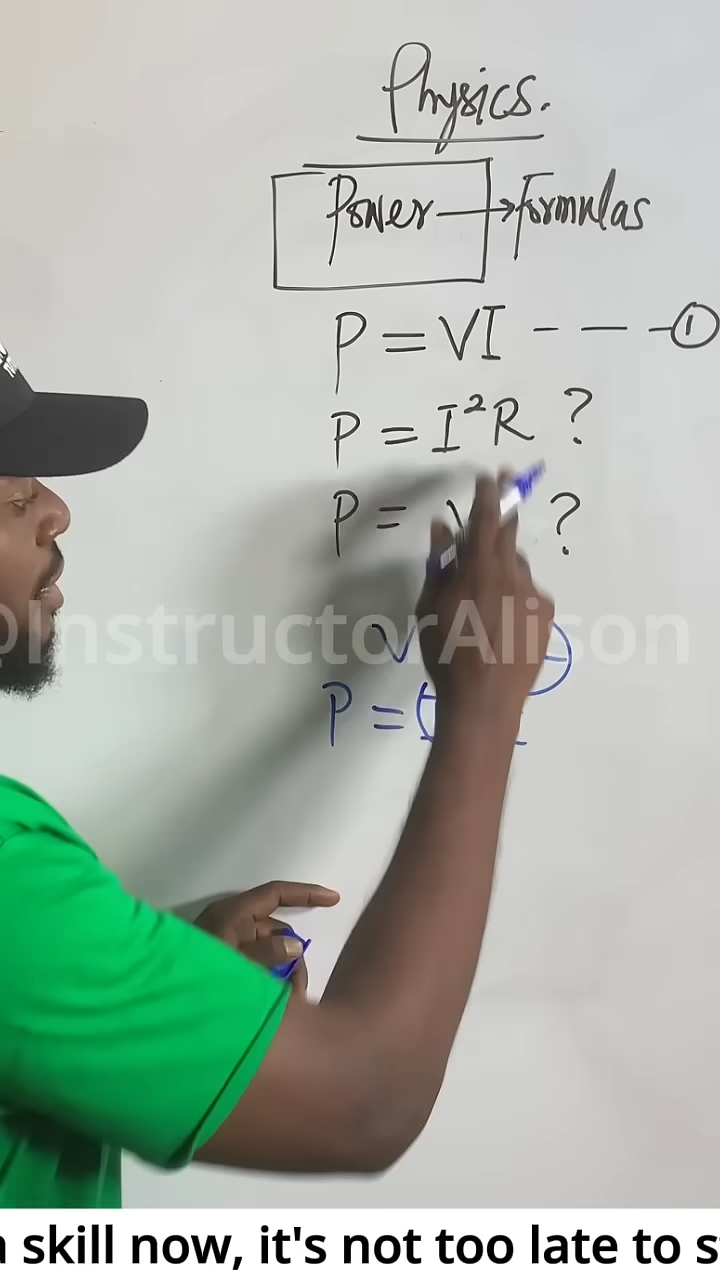 Physics.
Power → Formulas
P = VI - - - ①
P = I²R ?
P = V ?
@InstructorAlison
V
P = (
skill now, it's not too late to